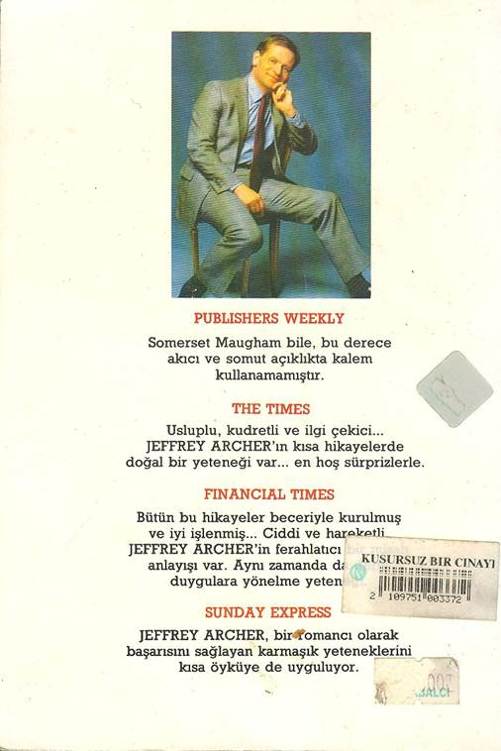 PUBLISHERS WEEKLY
Somerset Maugham bile, bu derece
akıcı ve somut açıklıkta kalem
kullanamamıştır.
THE TIMES
Usluplu, kudretli ve ilgi çekici...
JEFFREY ARCHER'ın kısa hikayelerde
doğal bir yeteneği var... en hoş sürprizlerle.
FINANCIAL TIMES
Bütün bu hikayeler beceriyle kurulmuş
ve iyi işlenmiş... Ciddi ve hareketli
JEFFREY ARCHER'in ferahlatıcı
anlayışı var. Aynı zamanda
duygulara yönelme
KUSURSUZ BIR CINAYI
2 109751 003372
SUNDAY EXPRESS
JEFFREY ARCHER, bir romancı olarak
başarısını sağlayan karmaşık yeteneklerini
kısa öyküye de uyguluyor.